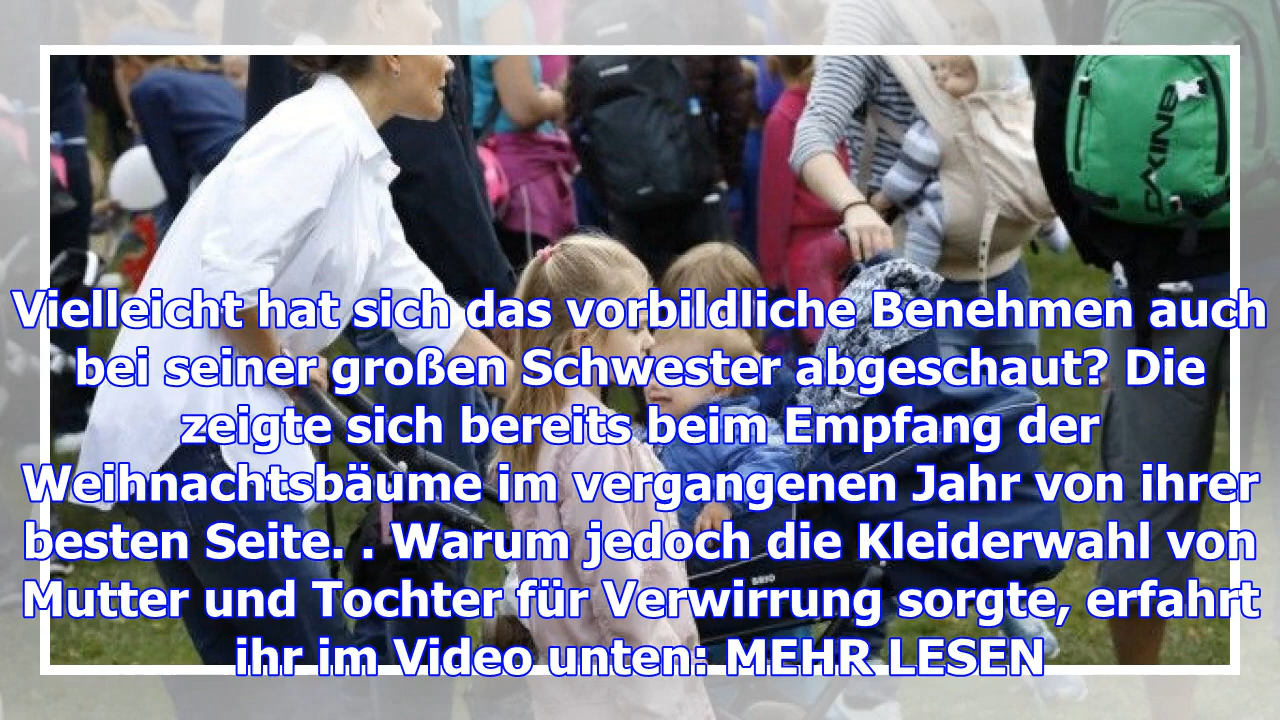 DAKINE
Vielleicht hat sich das vorbildliche Benehmen auch
bei seiner großen Schwester abgeschaut? Die
zeigte sich bereits beim Empfang der
Weihnachtsbäume im vergangenen Jahr von ihrer
besten Seite. . Warum jedoch die Kleiderwahl von
Mutter und Tochter für Verwirrung sorgte, erfahrt
BRIO
ihr im Video unten: MEHR LESEN